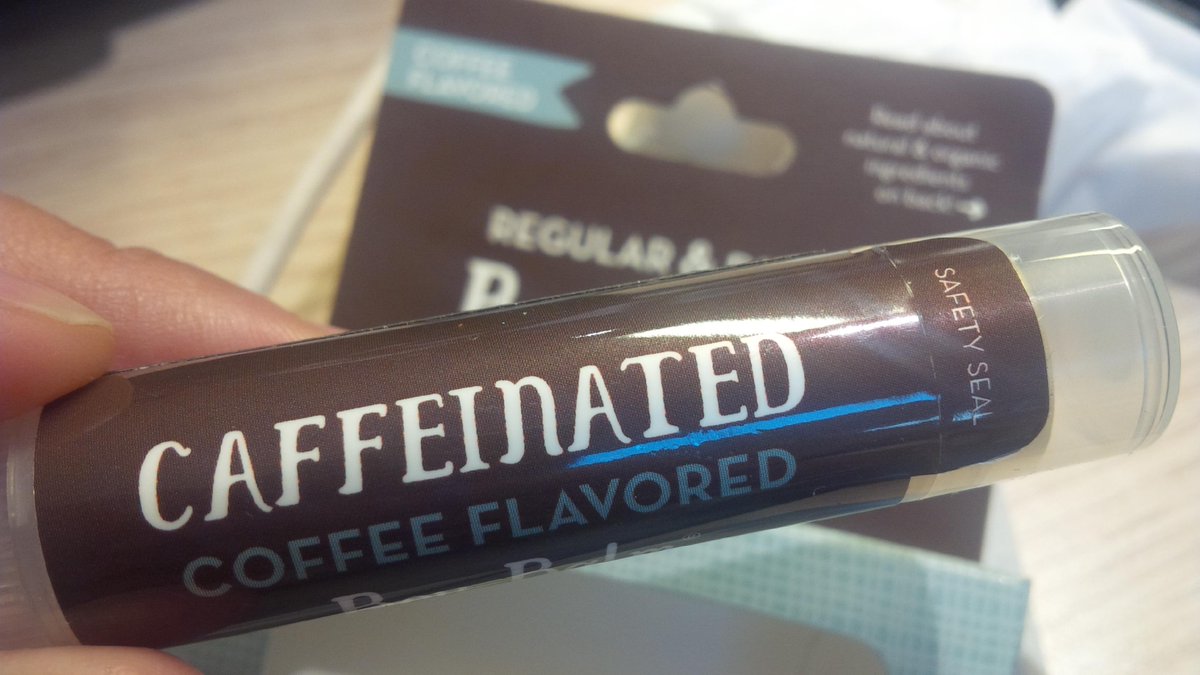 COFFEE
FLAVORED
Read about
natural & organic
ingredients
on back!
REGULAR &
CAFFEINATED
COFFEE FLAVORED
SAFETY SEAL